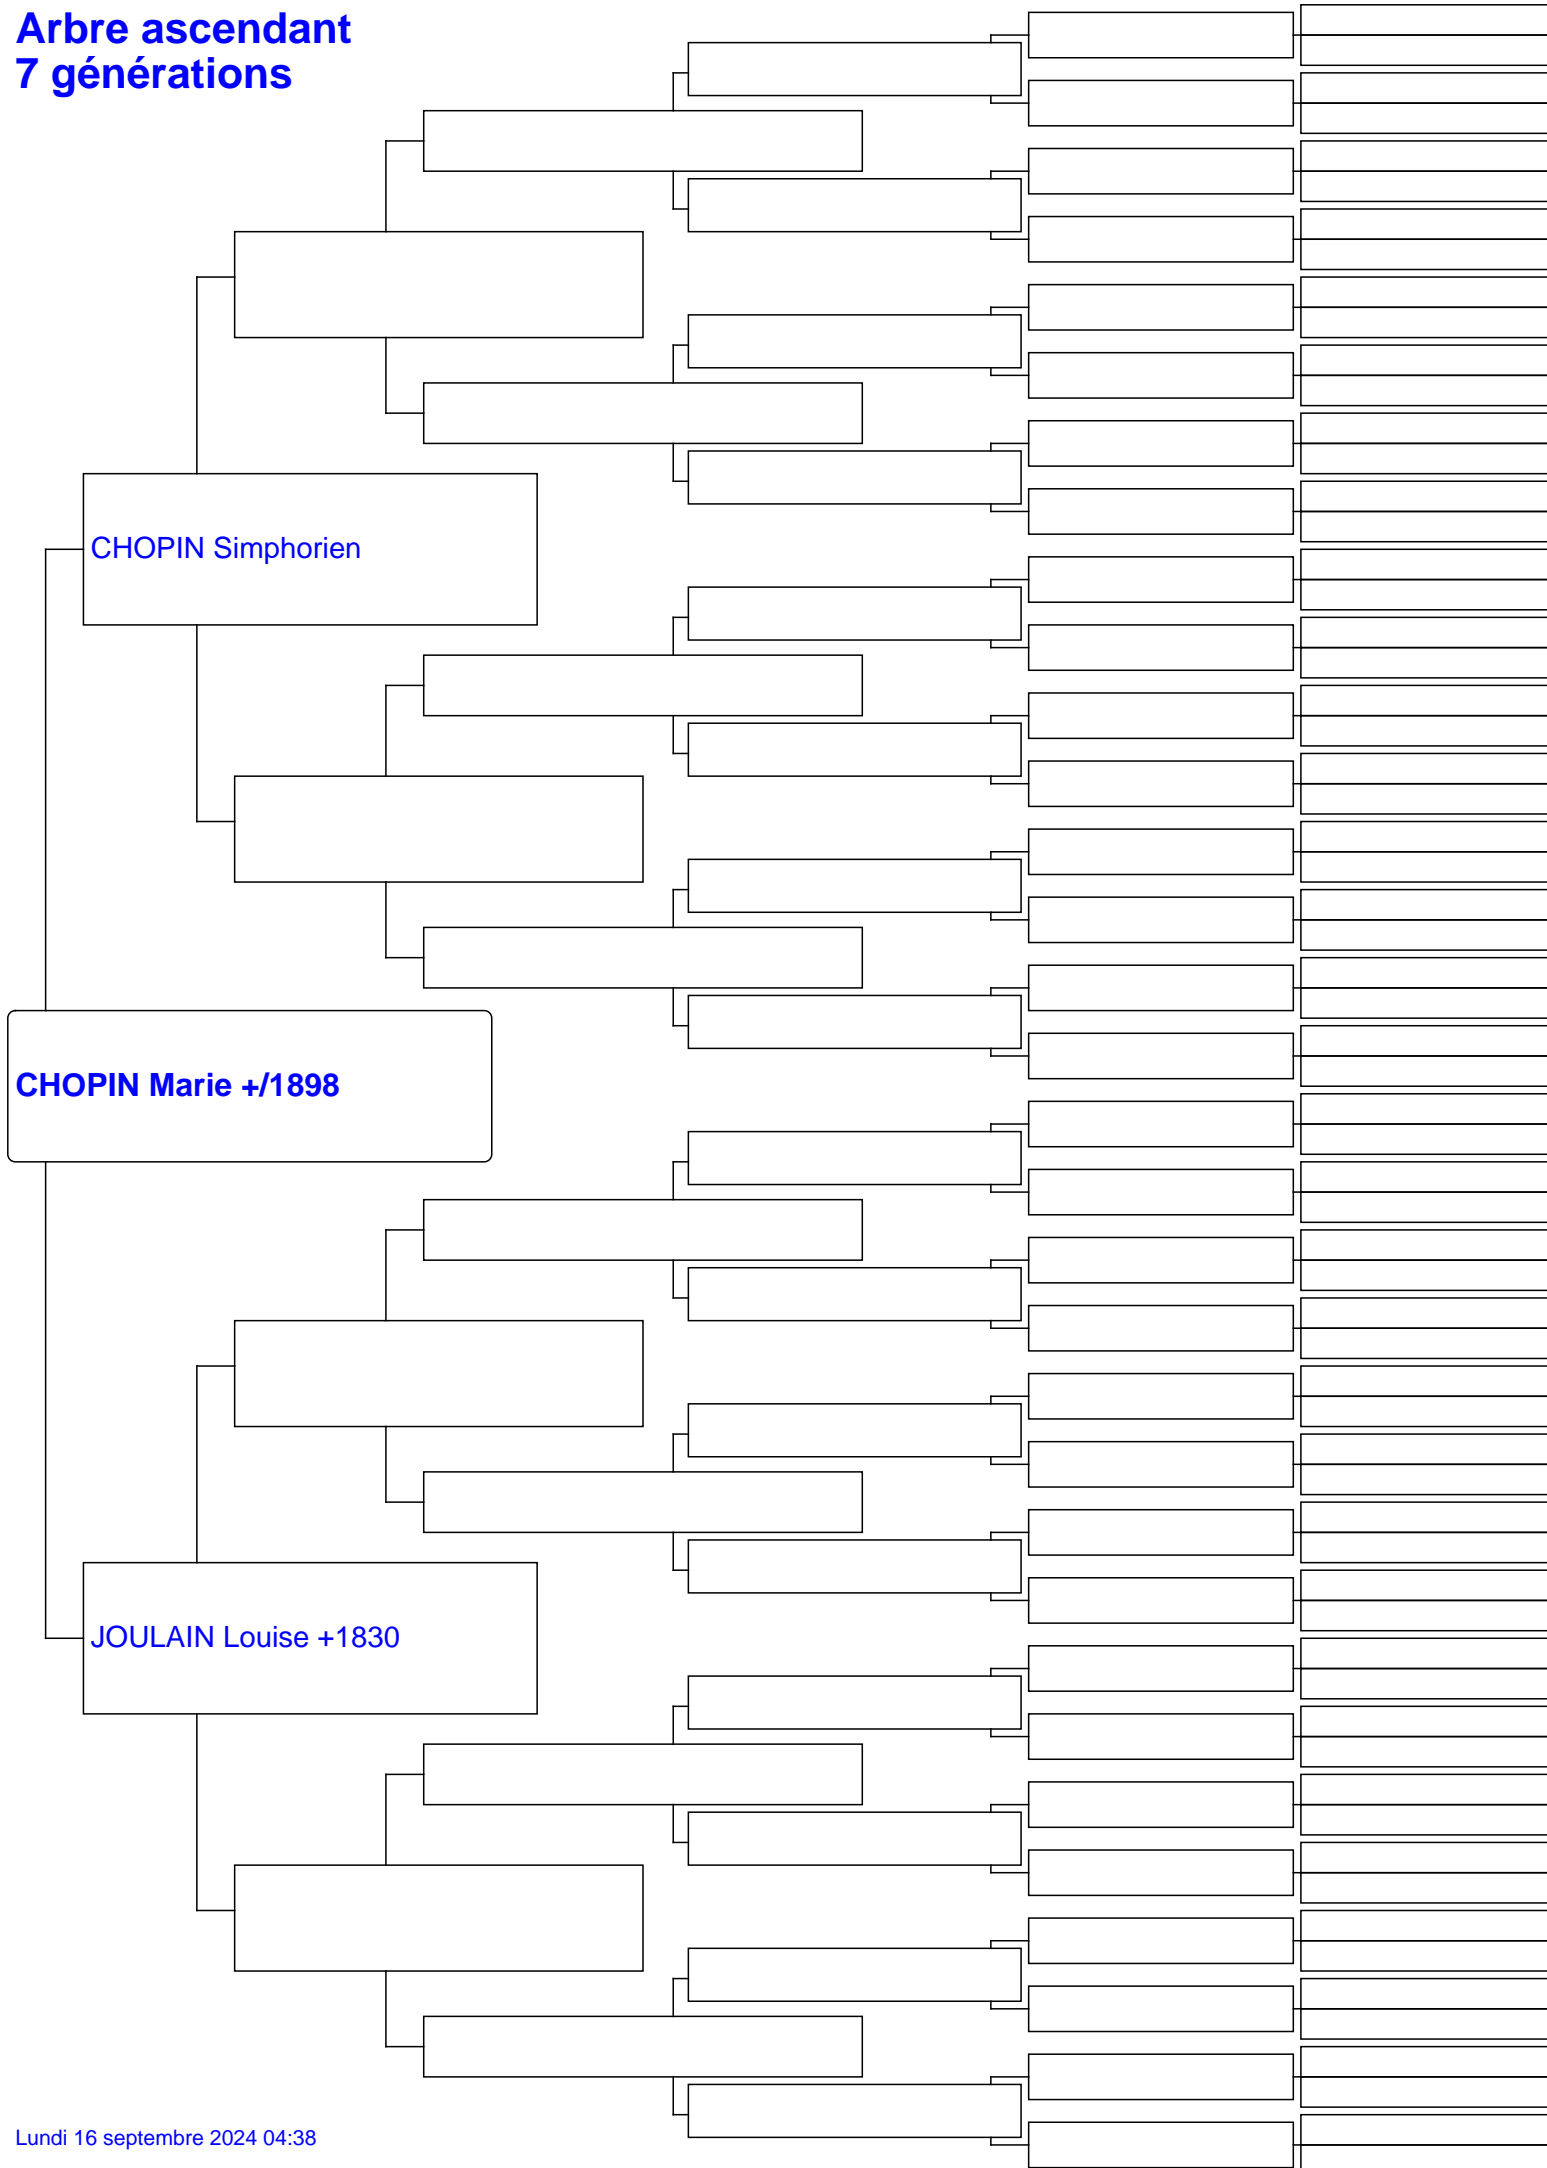 Arbre ascendant
7 générations
CHOPIN Simphorien
CHOPIN Marie +/1898
JOULAIN Louise +1830
Lundi 16 septembre 2024 04:38